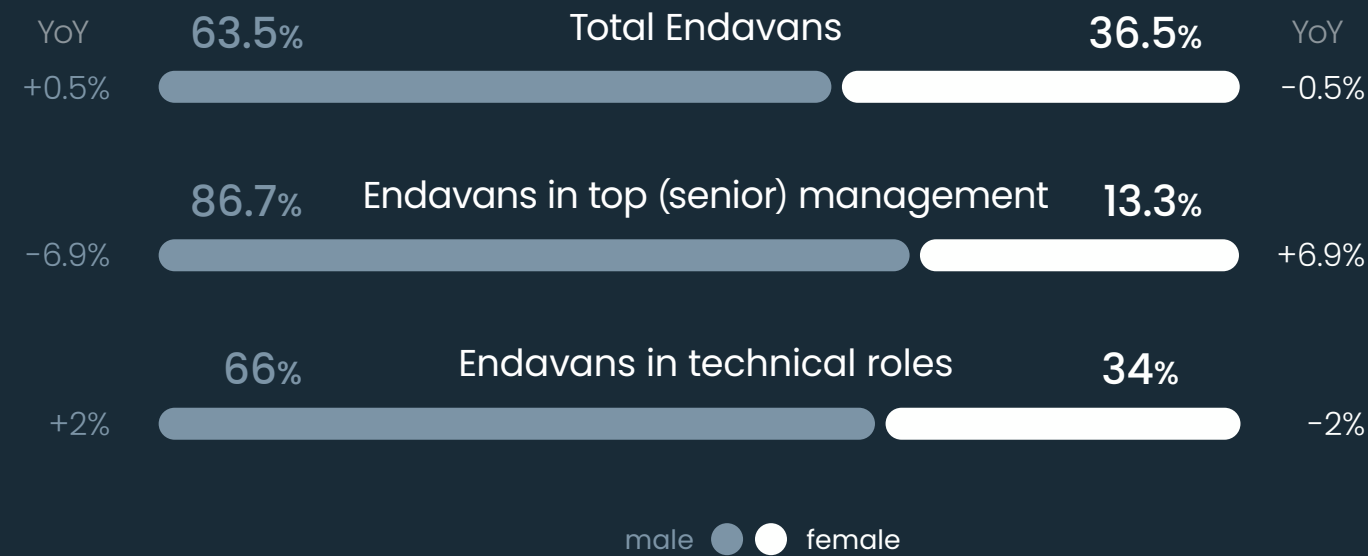 YoY 63.5% Total Endavans 36.5% YoY
+0.5% -0.5%
86.7% Endavans in top (senior) management 13.3%
-6.9% +6.9%
66% Endavans in technical roles 34%
+2% -2%
male female